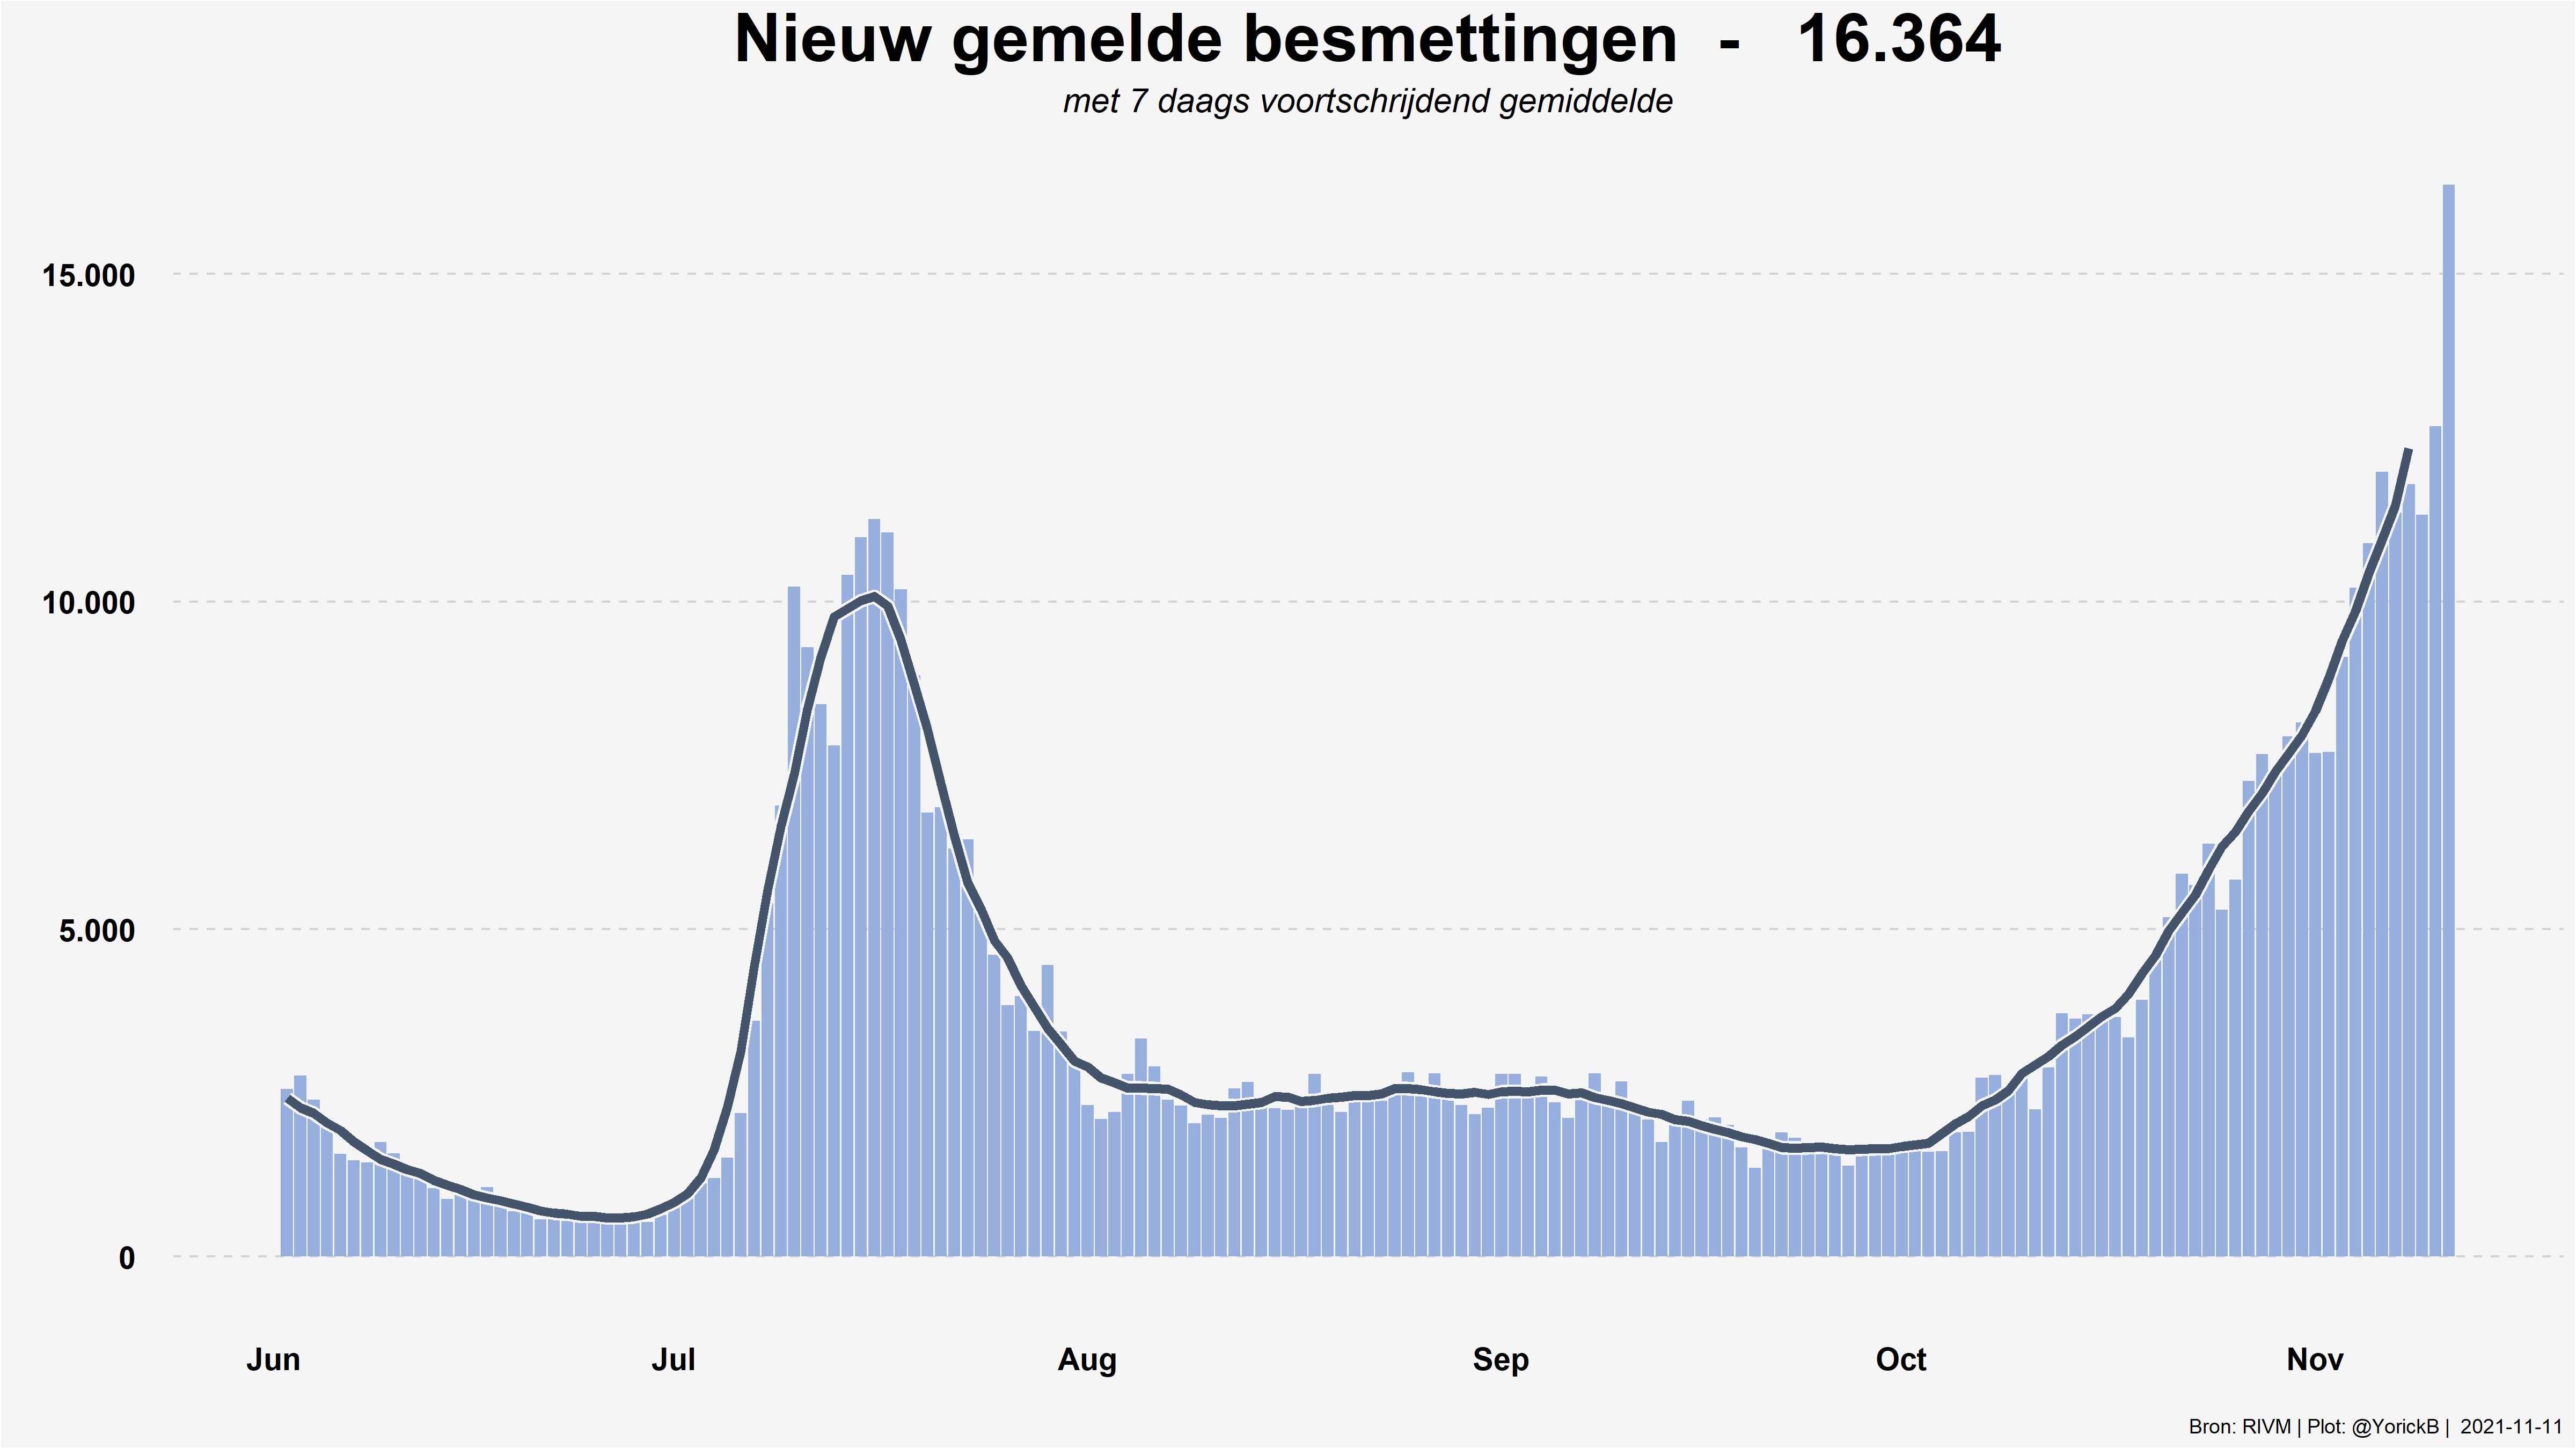 Nieuw gemelde besmettingen - 16.364
met 7 daags voortschrijdend gemiddelde
15.000
10.000
5.000
0
Jun Jul Aug Sep Oct Nov
Bron: RIVM | Plot: @YorickB | 2021-11-11